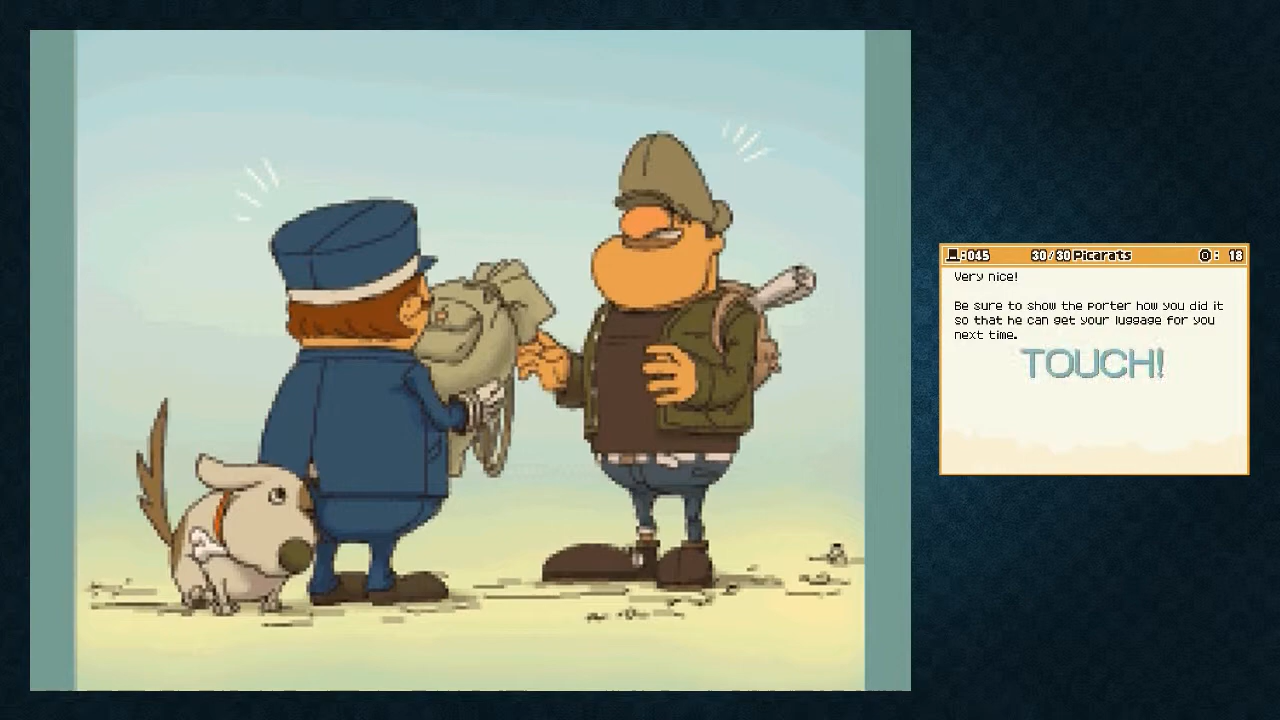 :045 30/30 Picarats : 18
Very nice!
Be sure to show the porter how you did it
so that he can get your luggage for you
next time.
TOUCH!